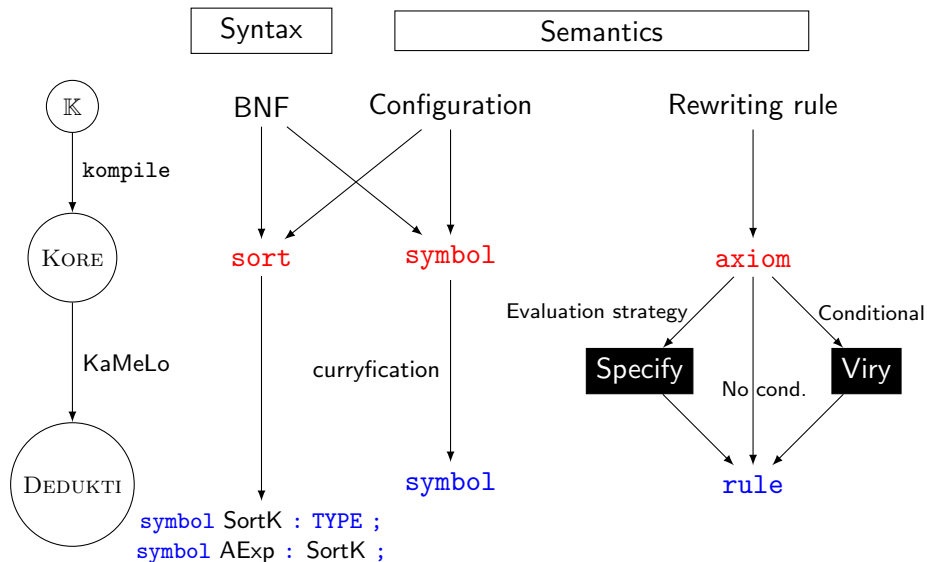 Syntax
Semantics
𝕂
BNF
Configuration
Rewriting rule
kompile
KORE
sort
symbol
axiom
Evaluation strategy
Conditional
KaMeLo
curryfication
Specify
No cond.
Viry
DEDUKTI
symbol
rule
symbol SortK : TYPE ;
symbol AExp : SortK ;